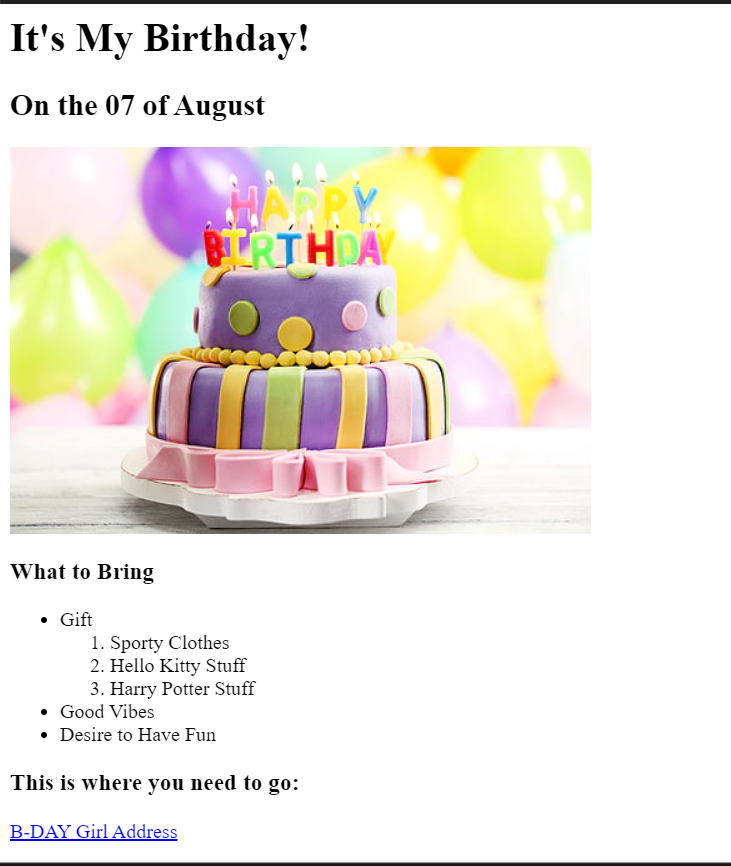 It's My Birthday!
On the 07 of August
HAPPY
BIRTHDAY
What to Bring
• Gift
1. Sporty Clothes
2. Hello Kitty Stuff
3. Harry Potter Stuff
• Good Vibes
• Desire to Have Fun
This is where you need to go:
B-DAY Girl Address